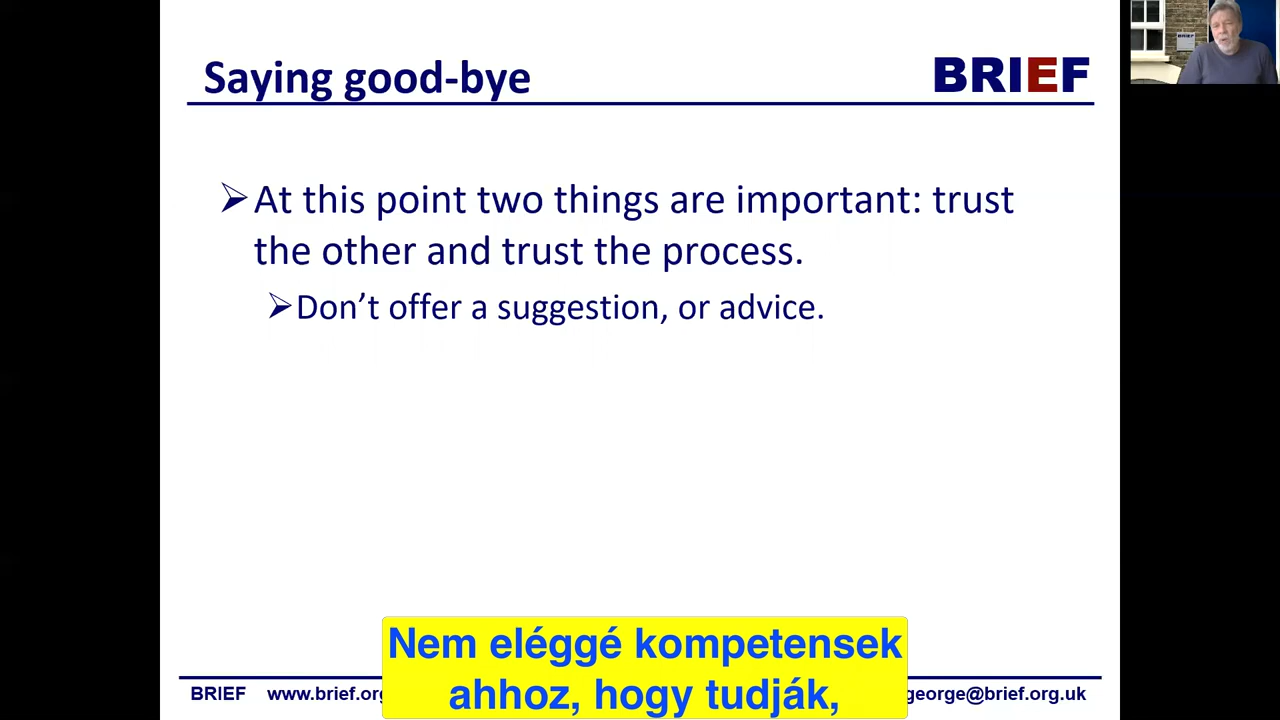 Saying good-bye
BRIEF
BRIEF
➢At this point two things are important: trust
the other and trust the process.
➢Don’t offer a suggestion, or advice.
Nem eléggé kompetensek
ahhoz, hogy tudják,
BRIEF www.brief.org
george@brief.org.uk